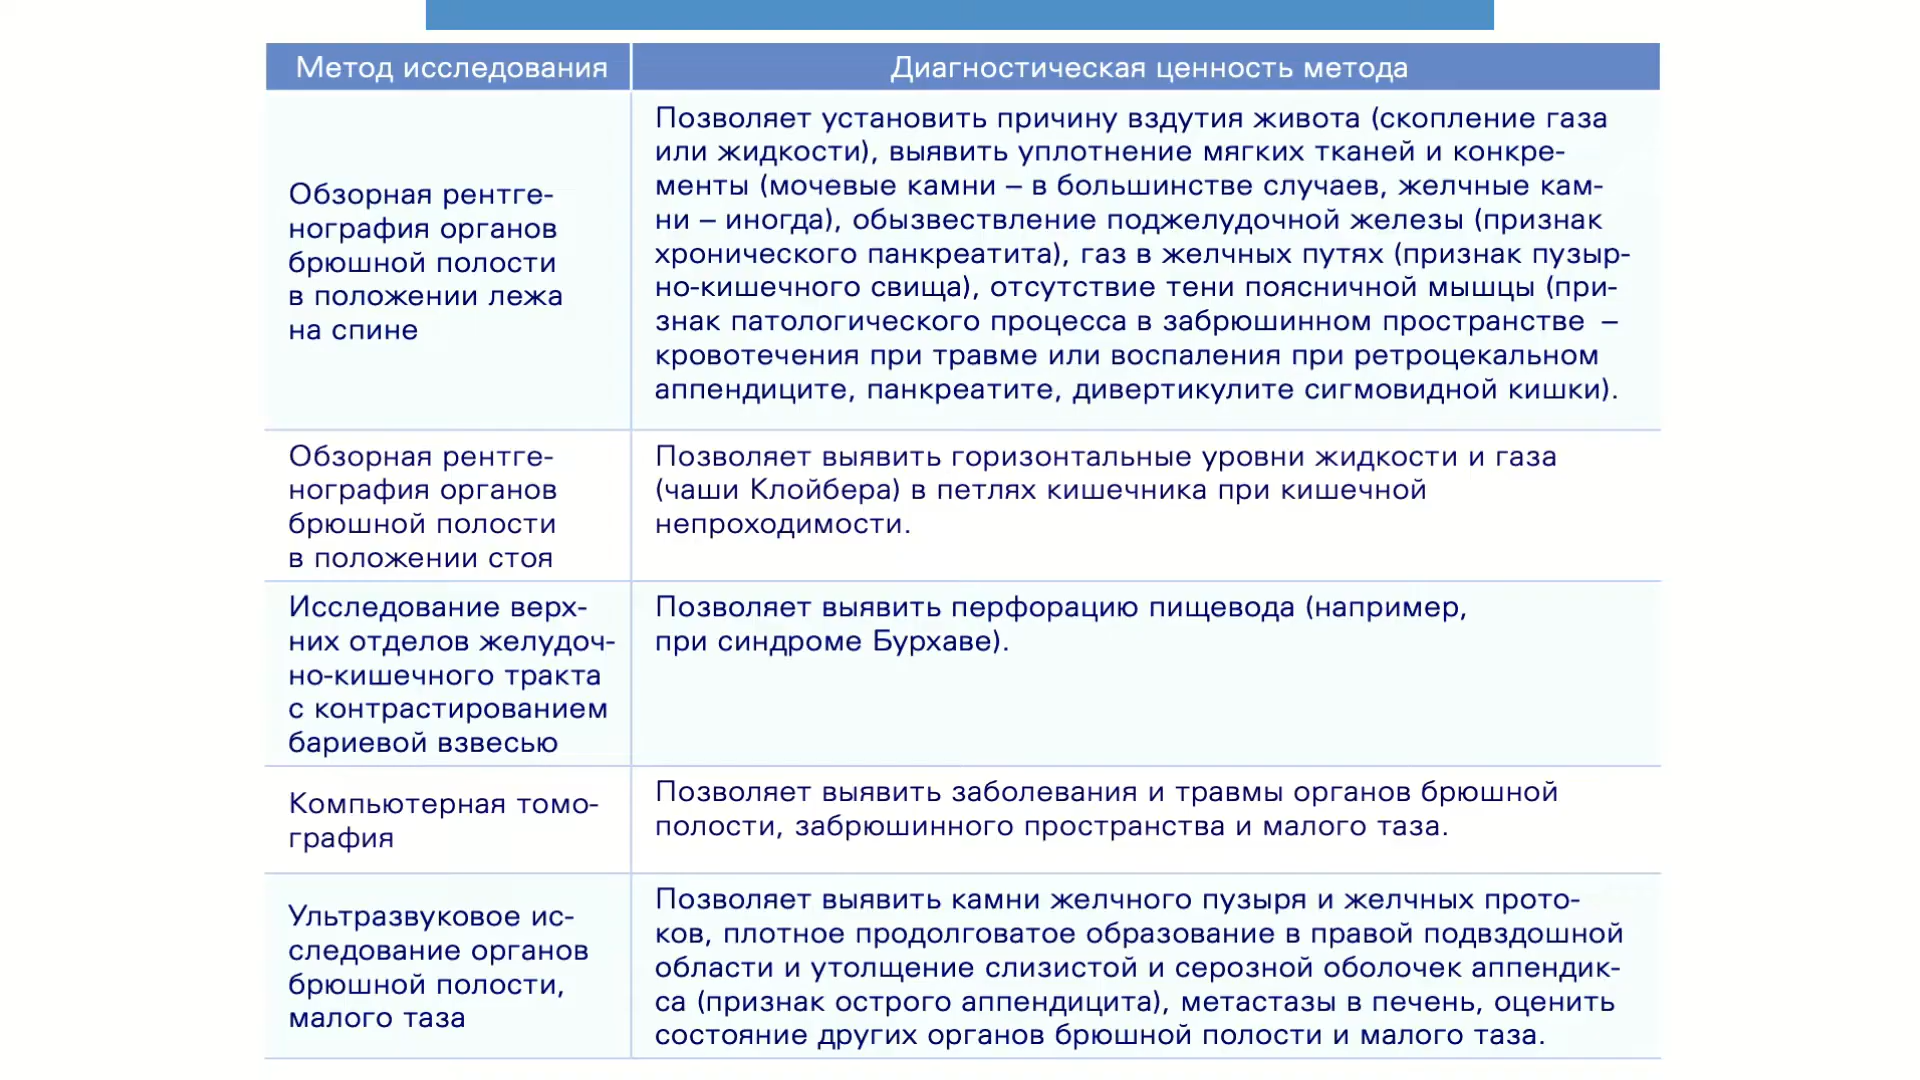 Метод исследования
Диагностическая ценность метода
Обзорная рентге-
нография органов
брюшной полости
в положении лежа
на спине
Позволяет установить причину вздутия живота (скопление газа
или жидкости), выявить уплотнение мягких тканей и конкре-
менты (мочевые камни – в большинстве случаев, желчные кам-
ни – иногда), обызвествление поджелудочной железы (признак
хронического панкреатита), газ в желчных путях (признак пузыр-
но-кишечного свища), отсутствие тени поясничной мышцы (при-
знак патологического процесса в забрюшинном пространстве –
кровотечения при травме или воспаления при ретроцекальном
аппендиците, панкреатите, дивертикулите сигмовидной кишки).
Обзорная рентге-
нография органов
брюшной полости
в положении стоя
Позволяет выявить горизонтальные уровни жидкости и газа
(чаши Клойбера) в петлях кишечника при кишечной
непроходимости.
Исследование верх-
них отделов желудоч-
но-кишечного тракта
с контрастированием
бариевой взвесью
Позволяет выявить перфорацию пищевода (например,
при синдроме Бурхаве).
Компьютерная томо-
графия
Позволяет выявить заболевания и травмы органов брюшной
полости, забрюшинного пространства и малого таза.
Ультразвуковое ис-
следование органов
брюшной полости,
малого таза
Позволяет выявить камни желчного пузыря и желчных прото-
ков, плотное продолговатое образование в правой подвздошной
области и утолщение слизистой и серозной оболочек аппендик-
са (признак острого аппендицита), метастазы в печень, оценить
состояние других органов брюшной полости и малого таза.